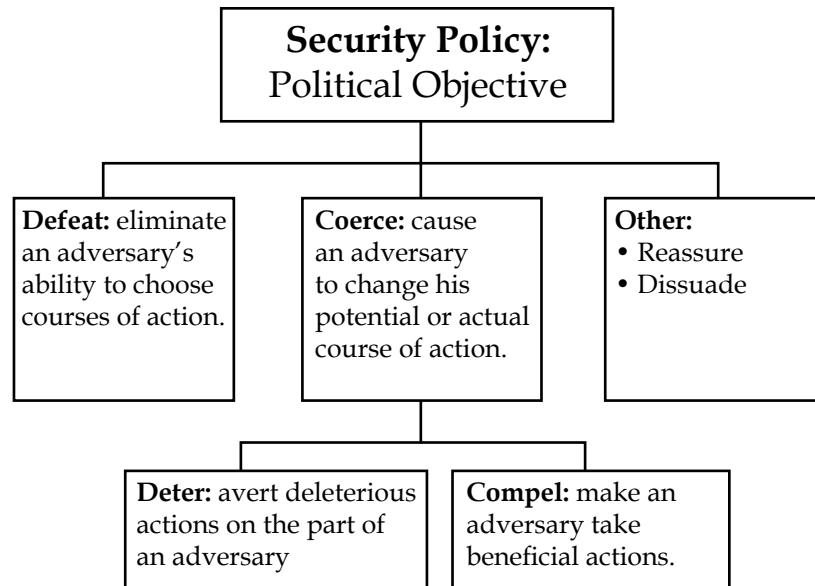 Security Policy:
Political Objective
Defeat: eliminate
an adversary’s
ability to choose
courses of action.
Coerce: cause
an adversary
to change his
potential or actual
course of action.
Other:
• Reassure
• Dissuade
Deter: avert deleterious
actions on the part of
an adversary
Compel: make an
adversary take
beneficial actions.